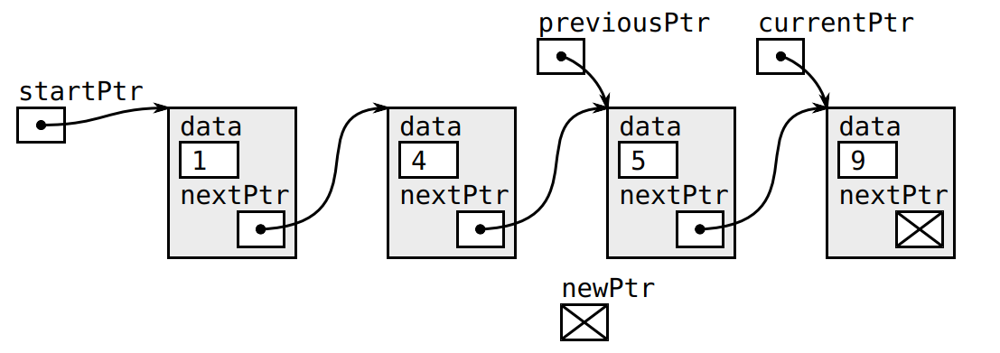 previousPtr currentPtr
startPtr
data data data data
1 4 5 9
nextPtr nextPtr nextPtr nextPtr
newPtr